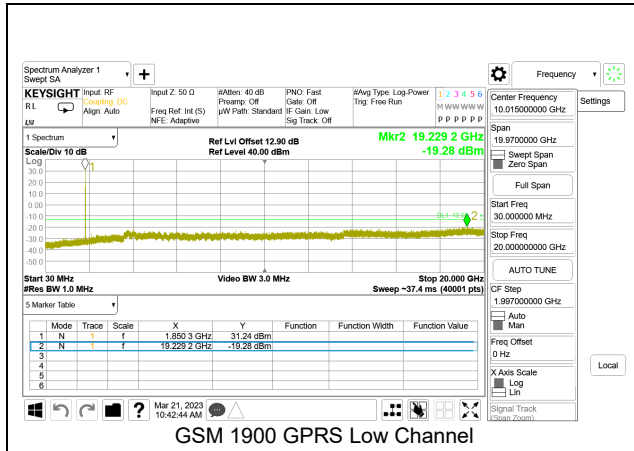 Spectrum Analyzer 1
Swept SA
+
Frequency
KEYSIGHT
RL
LXI
Input: RF
Coupling: DC
Align: Auto
Input Z: 50 Ω
Freq Ref: Int (S)
NFE: Adaptive
#Atten: 40 dB
Preamp: Off
µW Path: Standard
PNO: Fast
Gate: Off
IF Gain: Low
Sig Track: Off
#Avg Type: Log-Power
Trig: Free Run
1 2 3 4 5 6
M W W W W W
P P P P P P
1 Spectrum
Scale/Div 10 dB
Ref Lvl Offset 12.90 dB
Ref Level 40.00 dBm
Mkr2 19.229 2 GHz
-19.28 dBm
Log
1
30.0
20.0
10.0
0.00
-10.0
2
-20.0
-30.0
-40.0
-50.0
Start 30 MHz
#Res BW 1.0 MHz
Video BW 3.0 MHz
Stop 20.000 GHz
Sweep ~37.4 ms (40001 pts)
5 Marker Table
Mode Trace Scale X Y Function Function Width Function Value
1 N 1 f 1.850 3 GHz 31.24 dBm
2 N 1 f 19.229 2 GHz -19.28 dBm
3
4
5
6
Mar 21, 2023
10:42:44 AM
Center Frequency
10.015000000 GHz
Settings
Span
19.9700000 GHz
Swept Span
Zero Span
Full Span
Start Freq
30.000000 MHz
Stop Freq
20.00000000 GHz
AUTO TUNE
CF Step
1.997000000 GHz
Auto
Man
Freq Offset
0 Hz
X Axis Scale
Log
Lin
Local
Signal Track
(Span Zoom)
GSM 1900 GPRS Low Channel